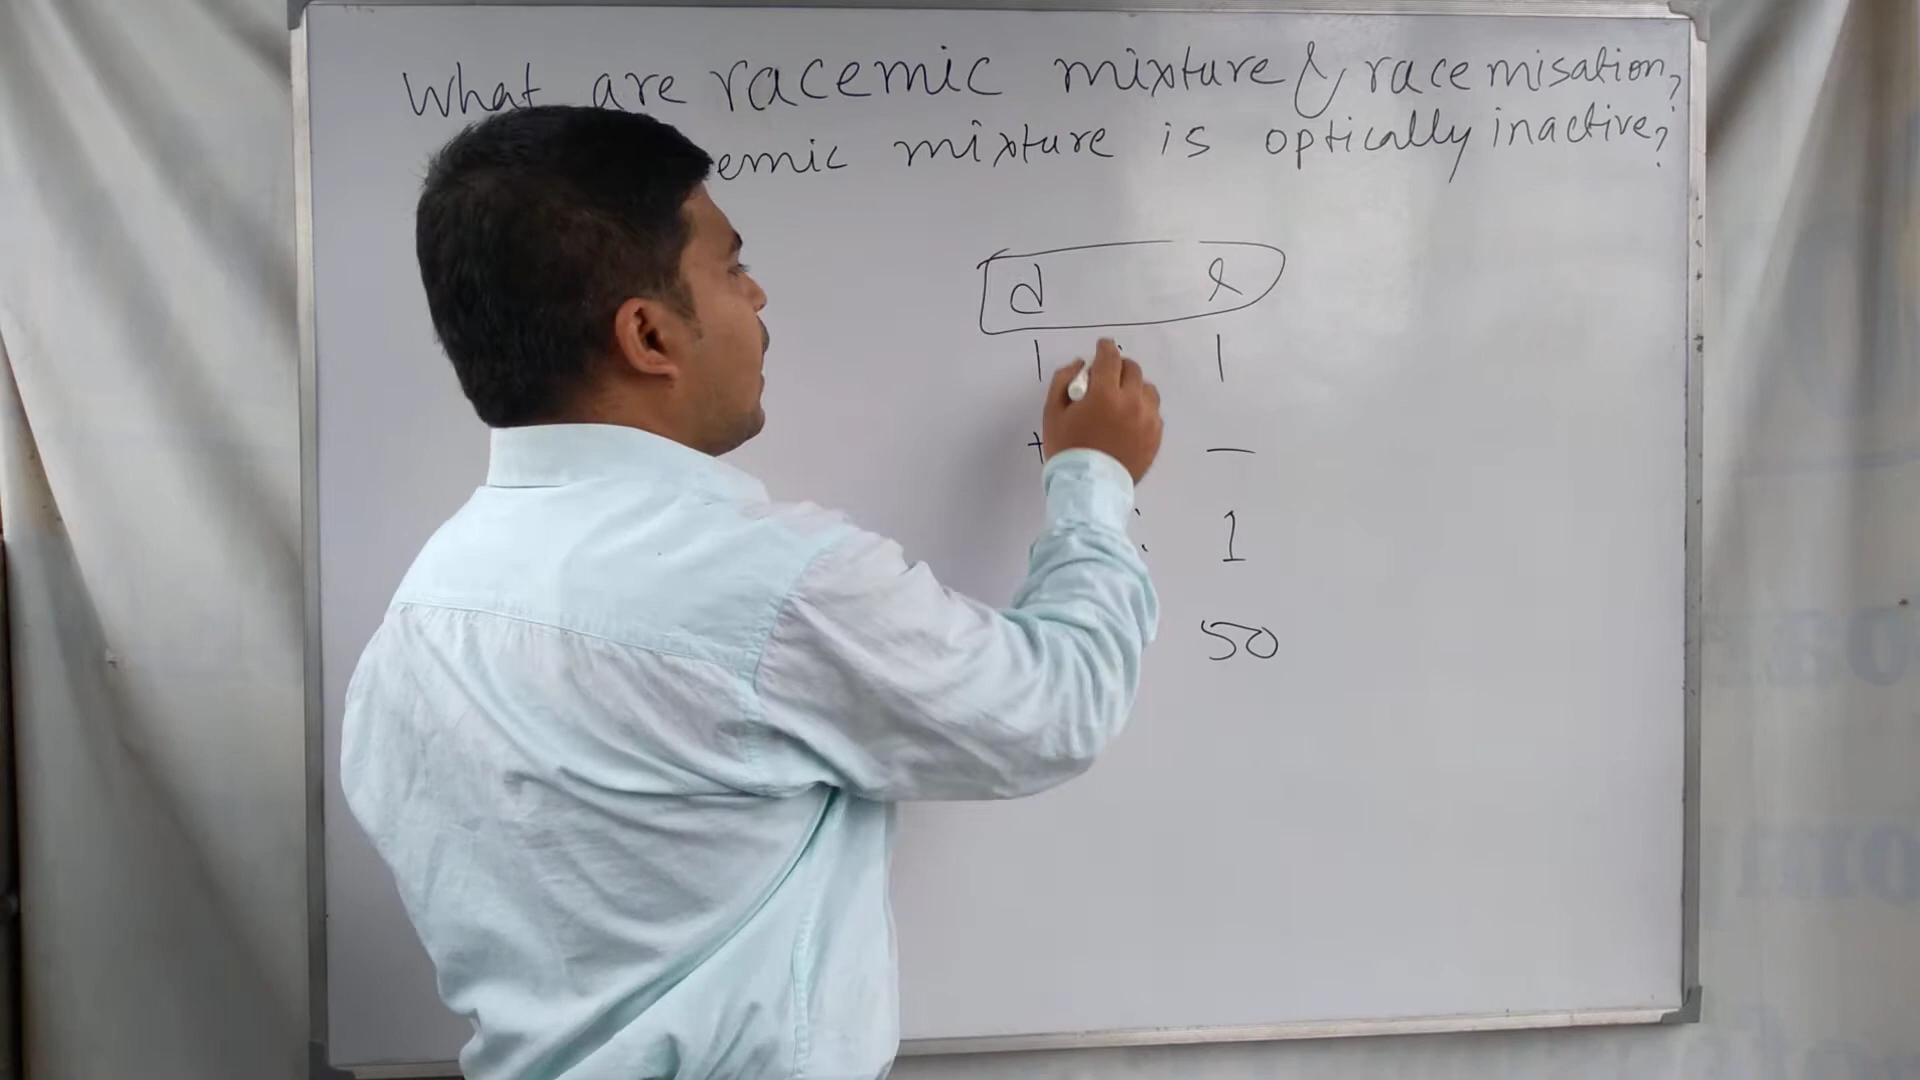 What are racemic mixture & racemisation?
emic mixture is optically inactive?
d l
1 : 1
+ —
: 1
50